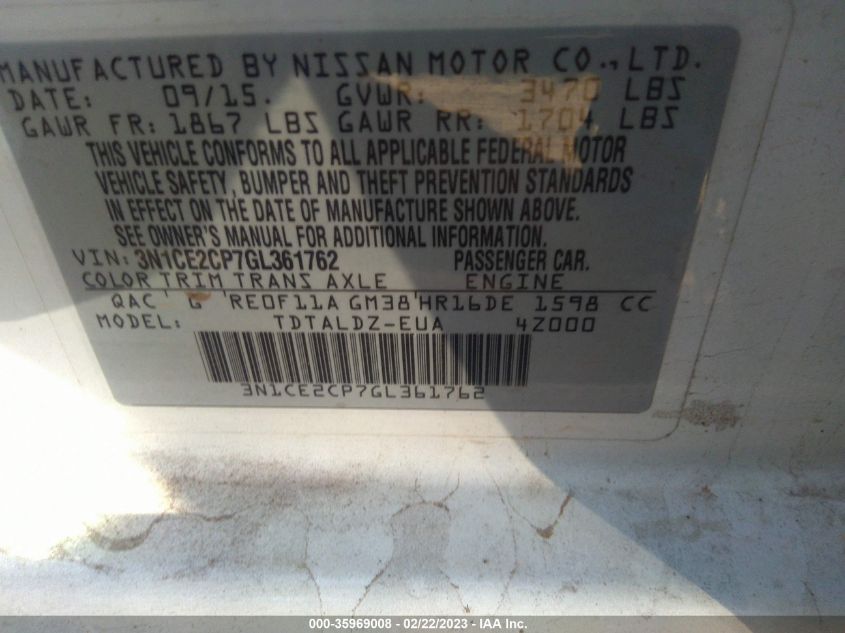 MANUFACTURED BY NISSAN MOTOR CO., LTD.
DATE: 09/15. GVWR: 3470 LBS
GAWR FR: 1867 LBS GAWR RR: 1704 LBS
THIS VEHICLE CONFORMS TO ALL APPLICABLE FEDERAL MOTOR
VEHICLE SAFETY, BUMPER AND THEFT PREVENTION STANDARDS
IN EFFECT ON THE DATE OF MANUFACTURE SHOWN ABOVE.
SEE OWNER'S MANUAL FOR ADDITIONAL INFORMATION.
VIN: 3N1CE2CP7GL361762 PASSENGER CAR.
COLOR TRIM TRANS AXLE ENGINE
QAC G RE0F11A GM38 HR16DE 1598 CC
MODEL: TDTALDZ-EUA 4Z000
3N1CE2CP7GL361762
000-35969008 - 02/22/2023 - IAA Inc.